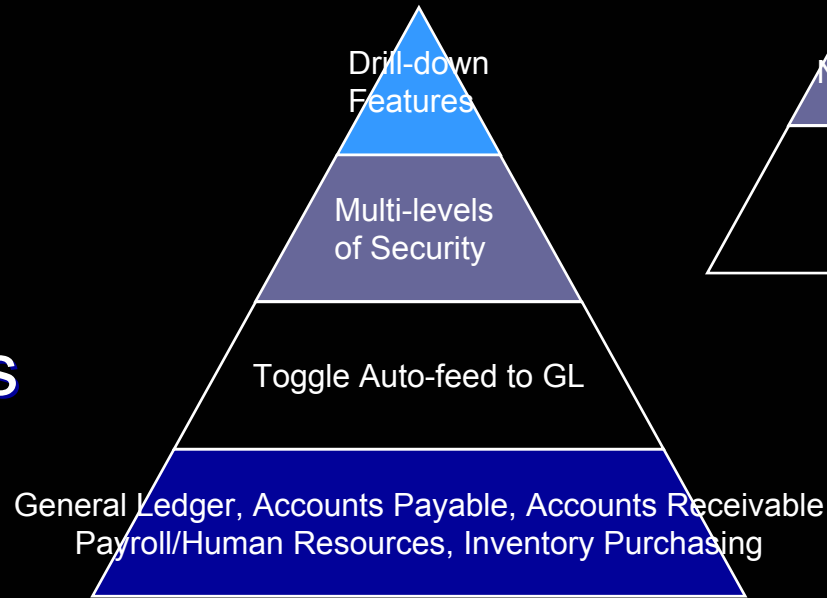 Drill-down
Features
Multi-levels
of Security
s
Toggle Auto-feed to GL
General Ledger, Accounts Payable, Accounts Receivable
Payroll/Human Resources, Inventory Purchasing